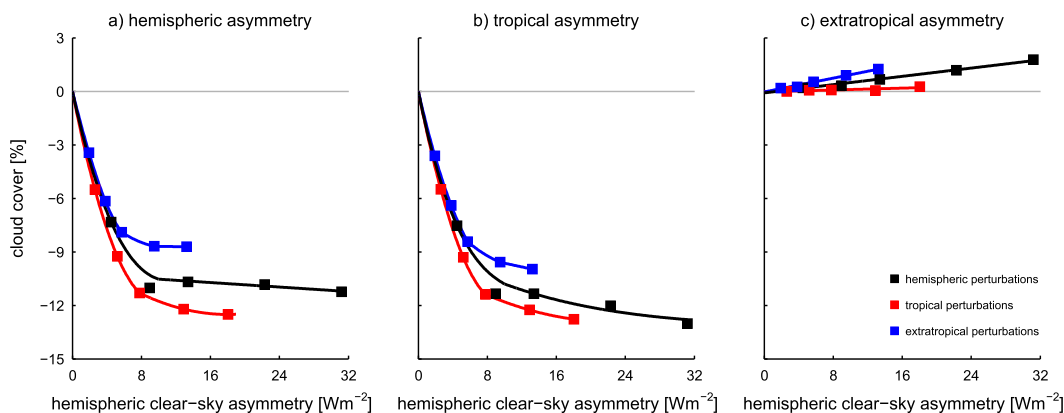 a) hemispheric asymmetry
b) tropical asymmetry
c) extratropical asymmetry
cloud cover [%]
3
0
−3
−6
−9
−12
−15
0 8 16 24 32
0 8 16 24 32
0 8 16 24 32
hemispheric clear−sky asymmetry [Wm−2]
hemispheric clear−sky asymmetry [Wm−2]
hemispheric clear−sky asymmetry [Wm−2]
hemispheric perturbations
tropical perturbations
extratropical perturbations